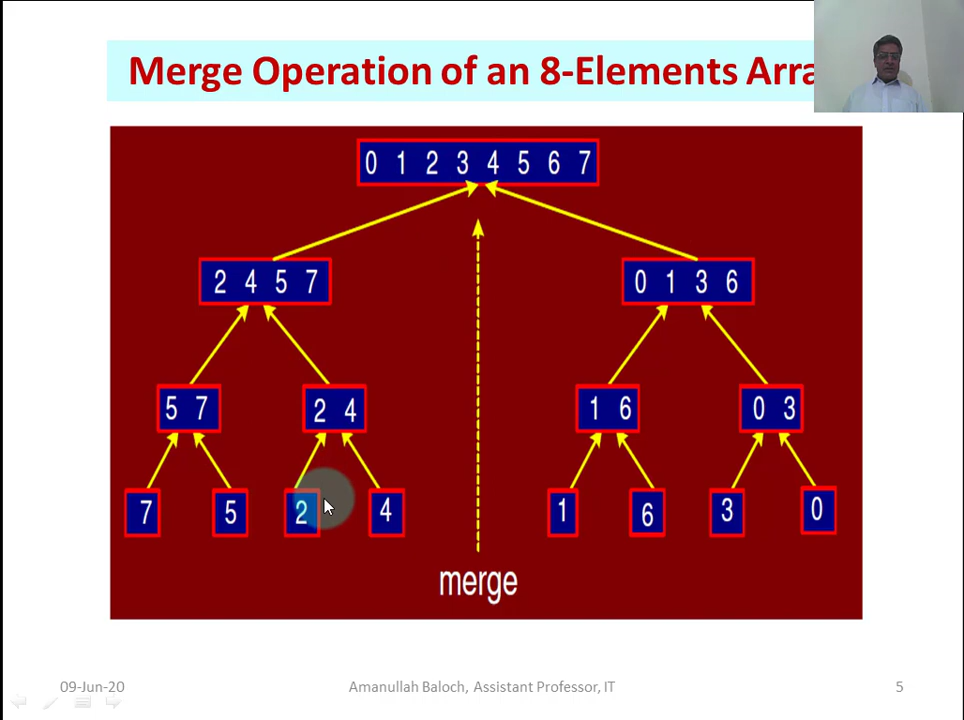 Merge Operation of an 8-Elements Arra
0 1 2 3 4 5 6 7
2 4 5 7
0 1 3 6
5 7
2 4
1 6
0 3
7
5
2
4
1
6
3
0
merge
09-Jun-20
Amanullah Baloch, Assistant Professor, IT
5